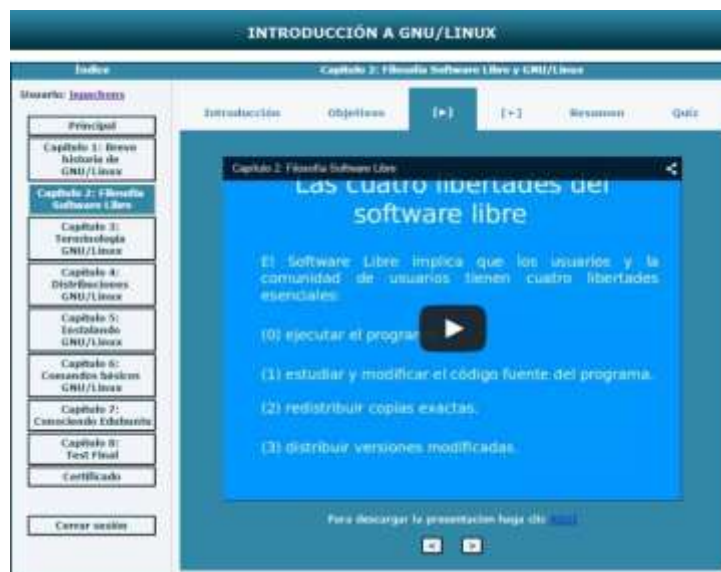 INTRODUCCIÓN A GNU/LINUX
Índice
Capítulo 2: Filosofía Software Libre y GNU/Linux
Usuario:
Introducción
Objetivos
[►]
[+]
Resumen
Quiz
Principal
Capítulo 1: Breve
historia de
GNU/Linux
Capítulo 2: Filosofía
Software Libre
Capítulo 3:
Terminología
GNU/Linux
Capítulo 4:
Distribuciones
GNU/Linux
Capítulo 5:
Instalando
GNU/Linux
Capítulo 6:
Comandos básicos
GNU/Linux
Capítulo 7:
Conociendo Edubuntu
Capítulo 8:
Test Final
Certificado
Cerrar sesión
Capítulo 2: Filosofía Software Libre
Las cuatro libertades del
software libre
El Software Libre implica que los usuarios y la
comunidad de usuarios tienen cuatro libertades
esenciales:
(0) ejecutar el
(1) estudiar y modificar el código fuente del programa.
(2) redistribuir copias exactas.
(3) distribuir versiones modificadas.
Para descargar la presentación haga clic
< >